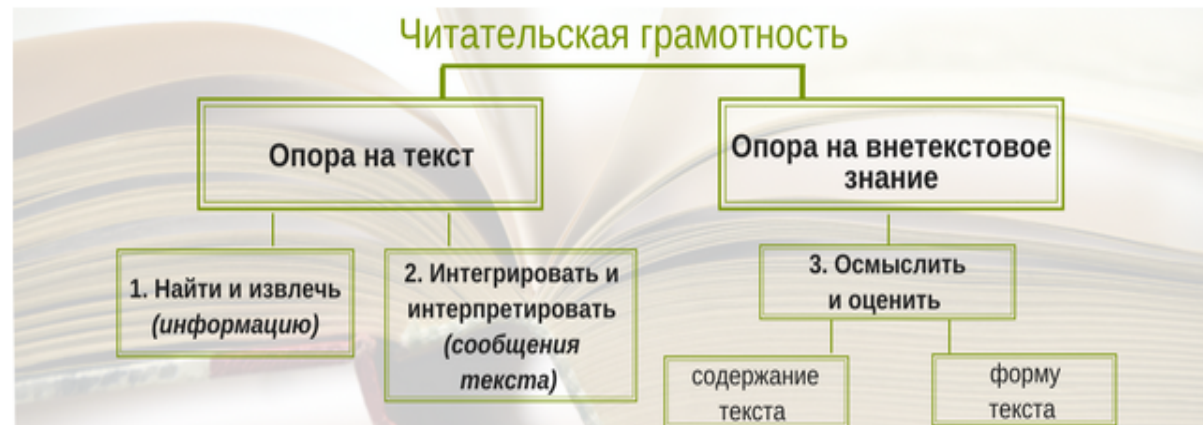 Читательская грамотность
Опора на текст
Опора на внетекстовое
знание
1. Найти и извлечь
(информацию)
2. Интегрировать и
интерпретировать
(сообщения
текста)
3. Осмыслить
и оценить
содержание
текста
форму
текста